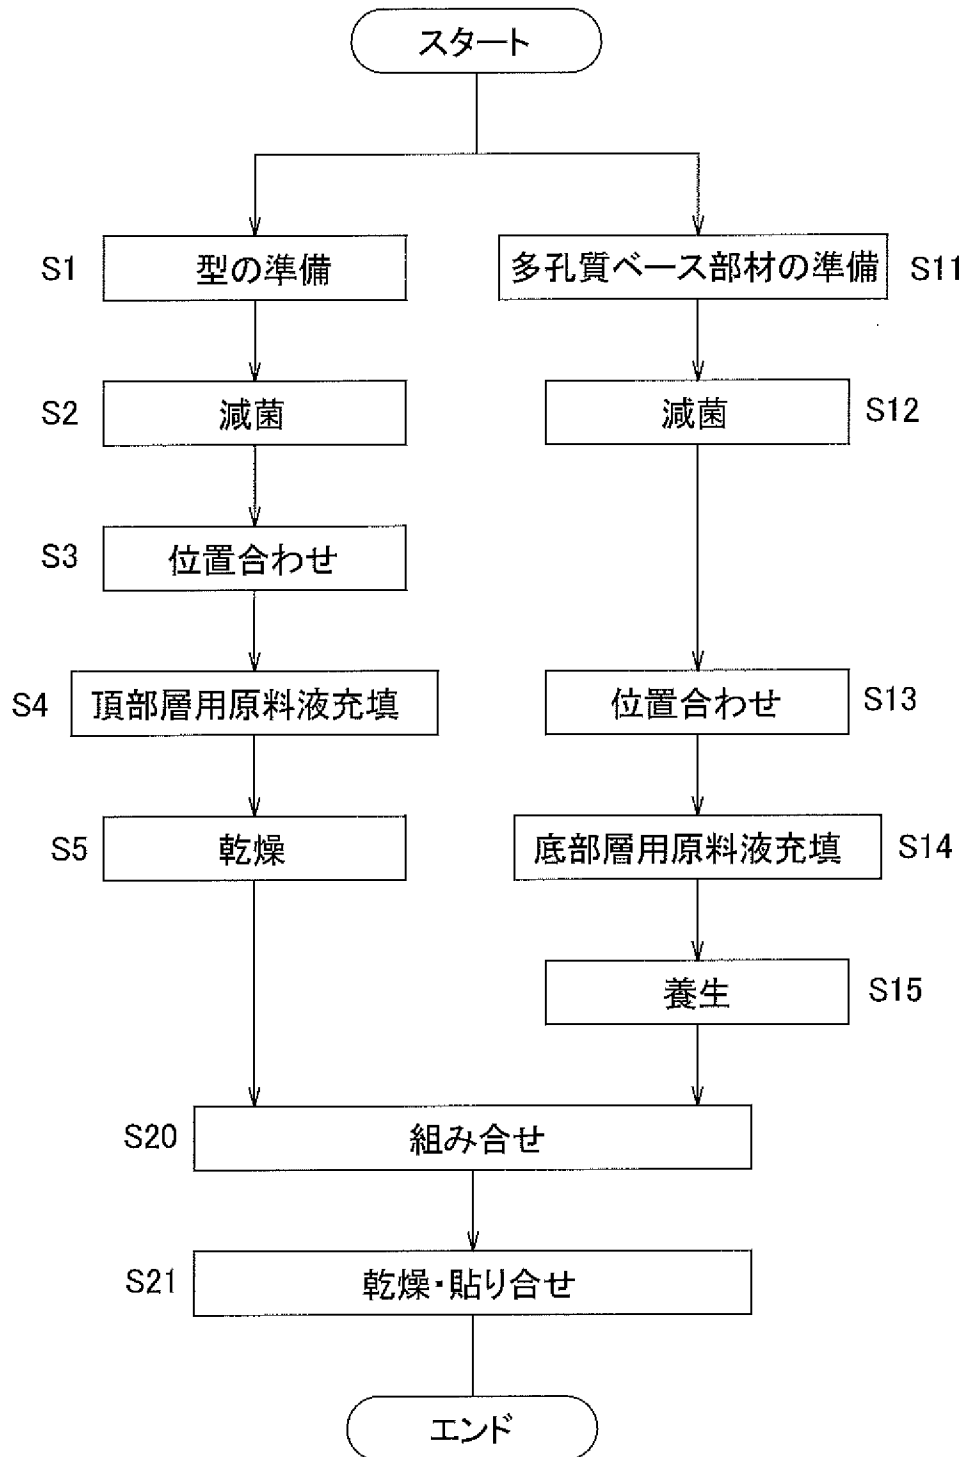 スタート
S1 型の準備
多孔質ベース部材の準備 S11
S2 減菌
減菌 S12
S3 位置合わせ
S4 頂部層用原料液充填
位置合わせ S13
S5 乾燥
底部層用原料液充填 S14
養生 S15
S20 組み合せ
S21 乾燥・貼り合せ
エンド